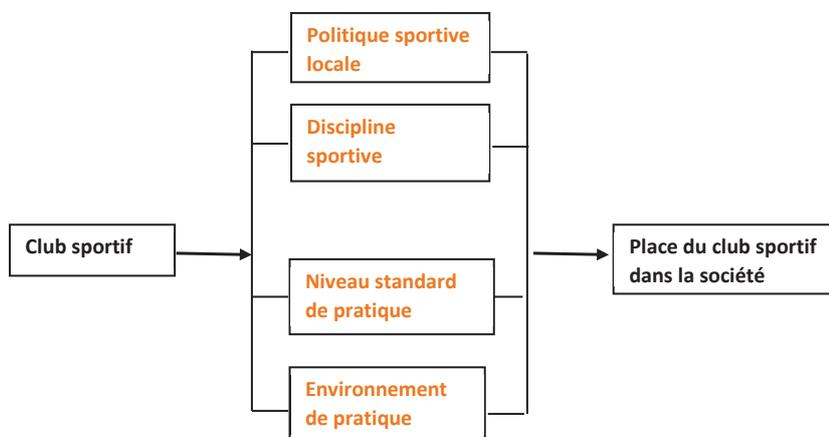 Politique sportive
locale
Discipline
sportive
Club sportif
Place du club sportif
dans la société
Niveau standard
de pratique
Environnement
de pratique